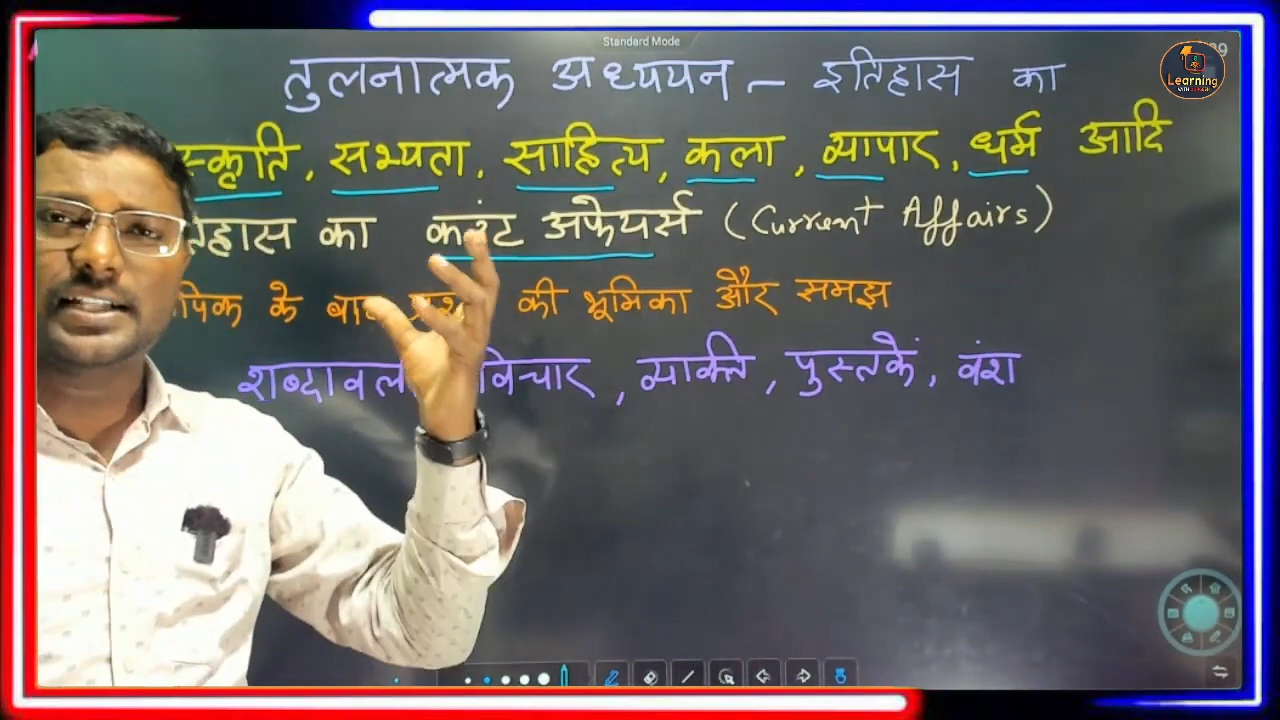 Standard Mode
Learning
तुलनात्मक अध्ययन – इतिहास का
स्कृति, सभ्यता, साहित्य, कला, व्यापार, धर्म आदि
तिहास का करंट अफेयर्स (Current Affairs)
पिक के बाद की भूमिका और समझ
शब्दावल विचार, व्यक्ति, पुस्तकें, वंश